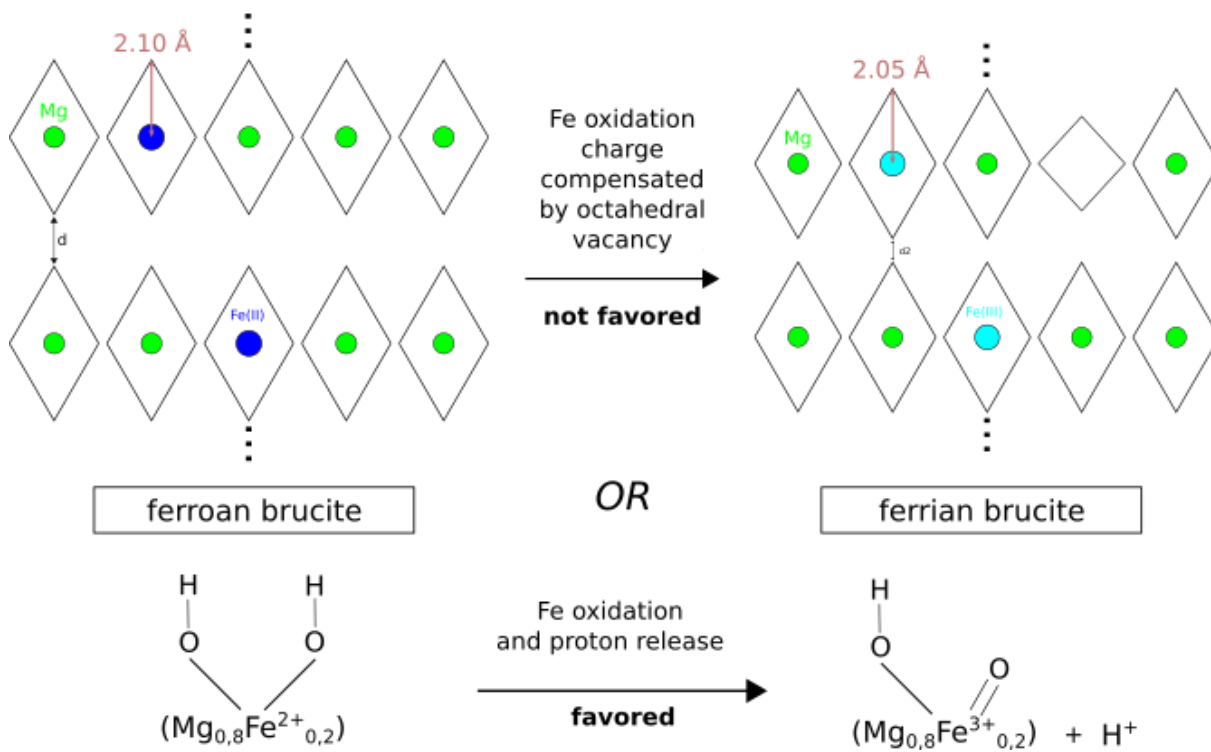 2.10 Å
Mg
d
Fe(II)
Fe oxidation
charge
compensated
by octahedral
vacancy
not favored
2.05 Å
Mg
d2
Fe(III)
ferroan brucite
OR
ferrian brucite
H H
O O
(Mg0,8Fe2+0,2)
Fe oxidation
and proton release
favored
H
O O
(Mg0,8Fe3+0,2) + H+